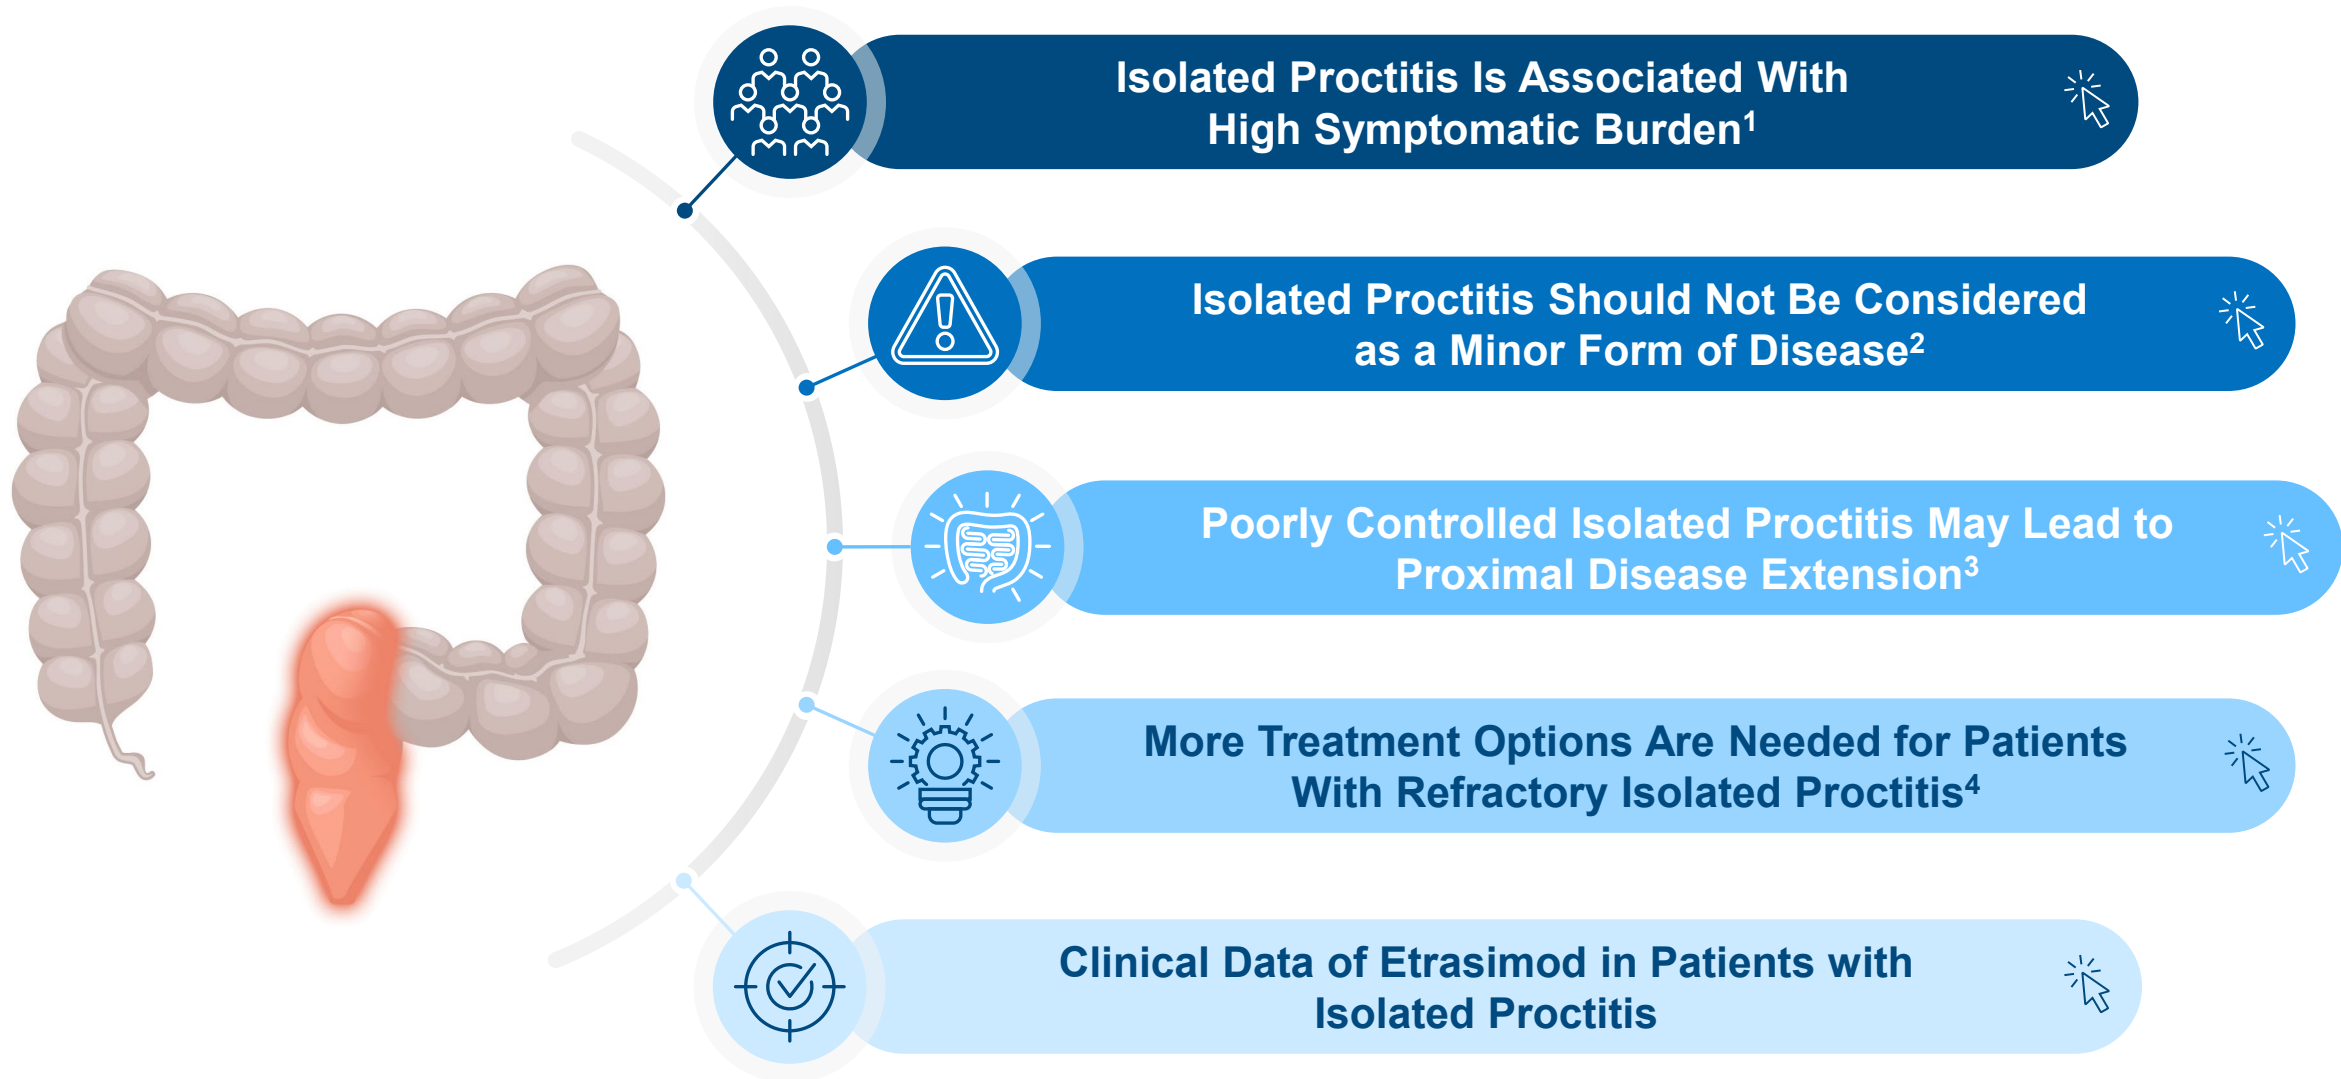 Isolated Proctitis Is Associated With
High Symptomatic Burden¹
Isolated Proctitis Should Not Be Considered
as a Minor Form of Disease²
Poorly Controlled Isolated Proctitis May Lead to
Proximal Disease Extension³
More Treatment Options Are Needed for Patients
With Refractory Isolated Proctitis⁴
Clinical Data of Etrasimod in Patients with
Isolated Proctitis